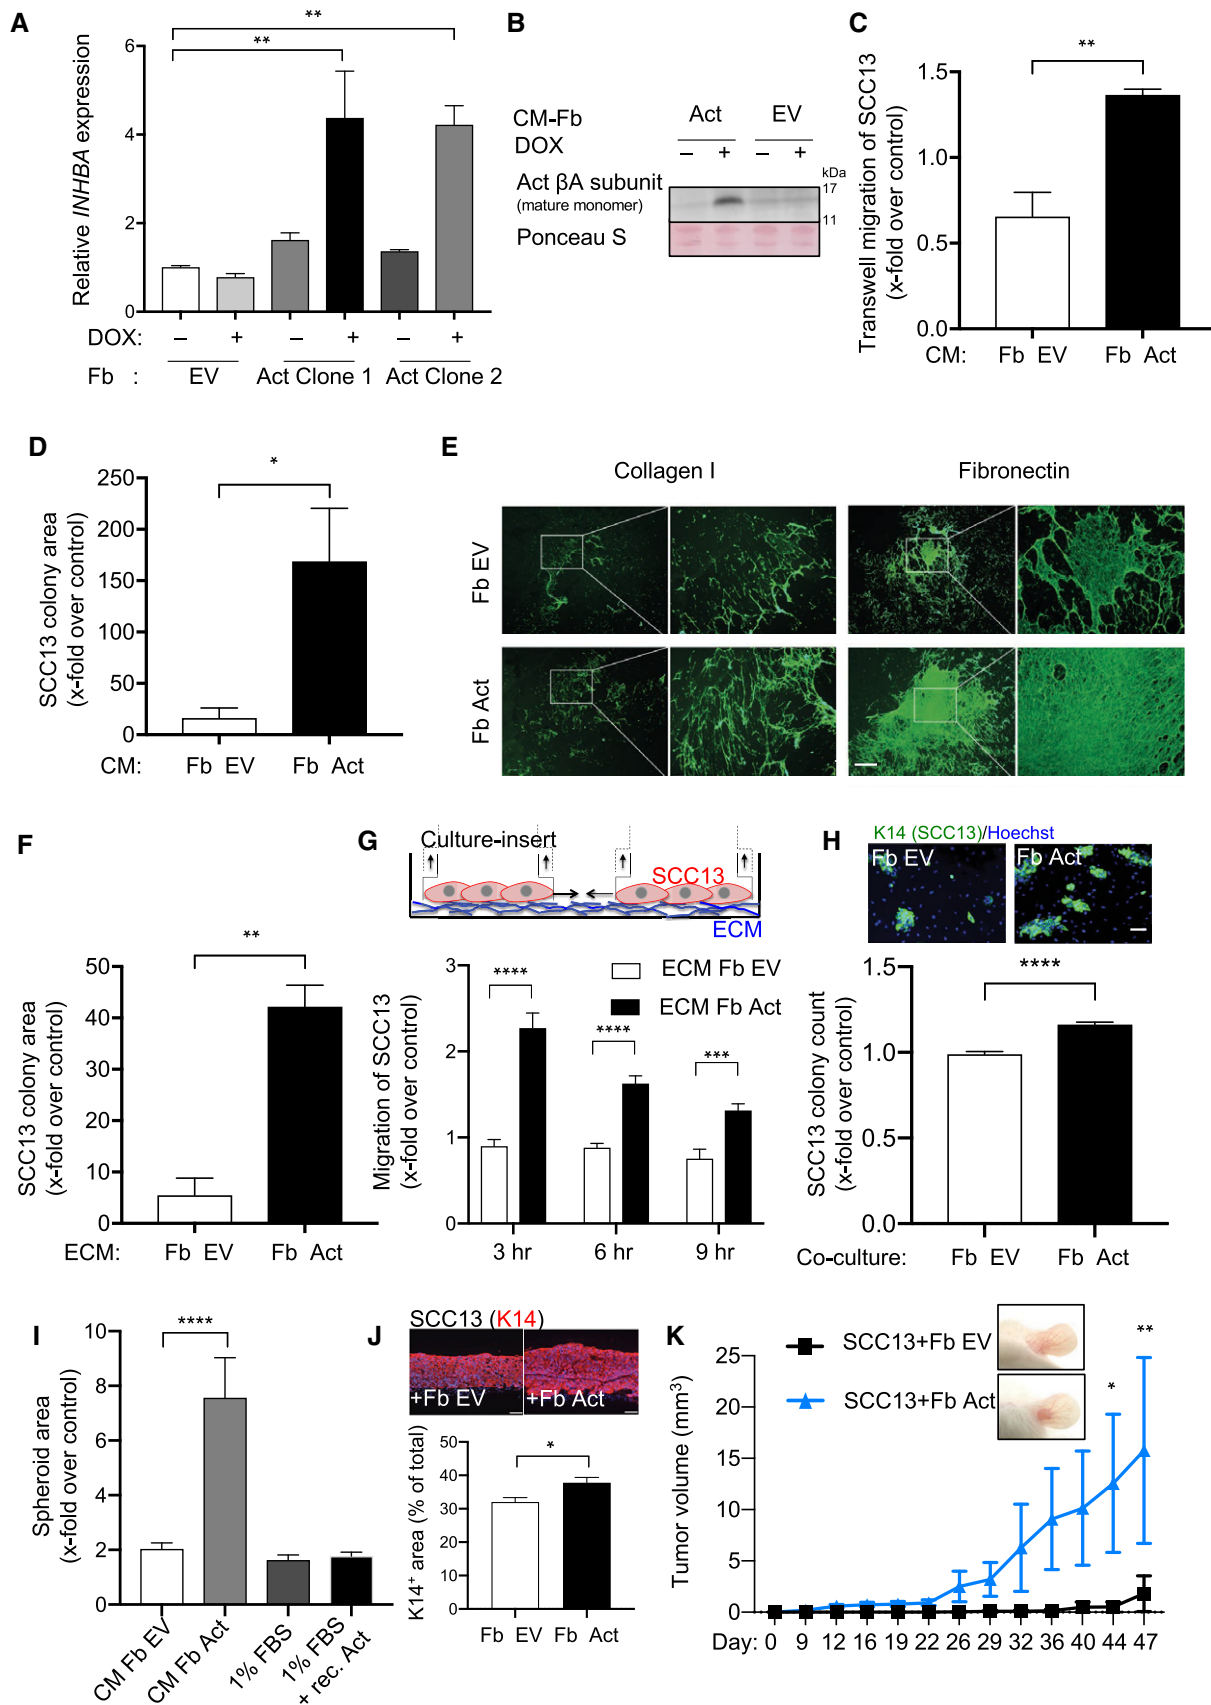 A
Relative INHBA expression
6
4
2
0
**
**
DOX: – + – + – +
Fb : EV Act Clone 1 Act Clone 2
B
CM-Fb Act EV
DOX – + – +
kDa
Act βA subunit
(mature monomer)
17
11
Ponceau S
C
Transwell migration of SCC13
(x-fold over control)
1.5
1.0
0.5
0.0
**
CM: Fb EV Fb Act
D
SCC13 colony area
(x-fold over control)
250
200
150
100
50
0
*
CM: Fb EV Fb Act
E
Collagen I Fibronectin
Fb EV
Fb Act
F
SCC13 colony area
(x-fold over control)
50
40
30
20
10
0
**
ECM: Fb EV Fb Act
G
Culture-insert
SCC13
ECM
Migration of SCC13
(x-fold over control)
3
2
1
0
ECM Fb EV
ECM Fb Act
****
****
***
3 hr 6 hr 9 hr
H
K14 (SCC13)/Hoechst
Fb EV Fb Act
SCC13 colony count
(x-fold over control)
1.5
1.0
0.5
0.0
****
Co-culture: Fb EV Fb Act
I
Spheroid area
(x-fold over control)
10
8
6
4
2
0
****
CM Fb EV
CM Fb Act
1% FBS
1% FBS
+ rec. Act
J
SCC13 (K14)
+Fb EV +Fb Act
K14+ area (% of total)
50
40
30
20
10
0
*
Fb EV Fb Act
K
Tumor volume (mm³)
25
20
15
10
5
0
SCC13+Fb EV
SCC13+Fb Act
*
**
Day: 0 9 12 16 19 22 26 29 32 36 40 44 47